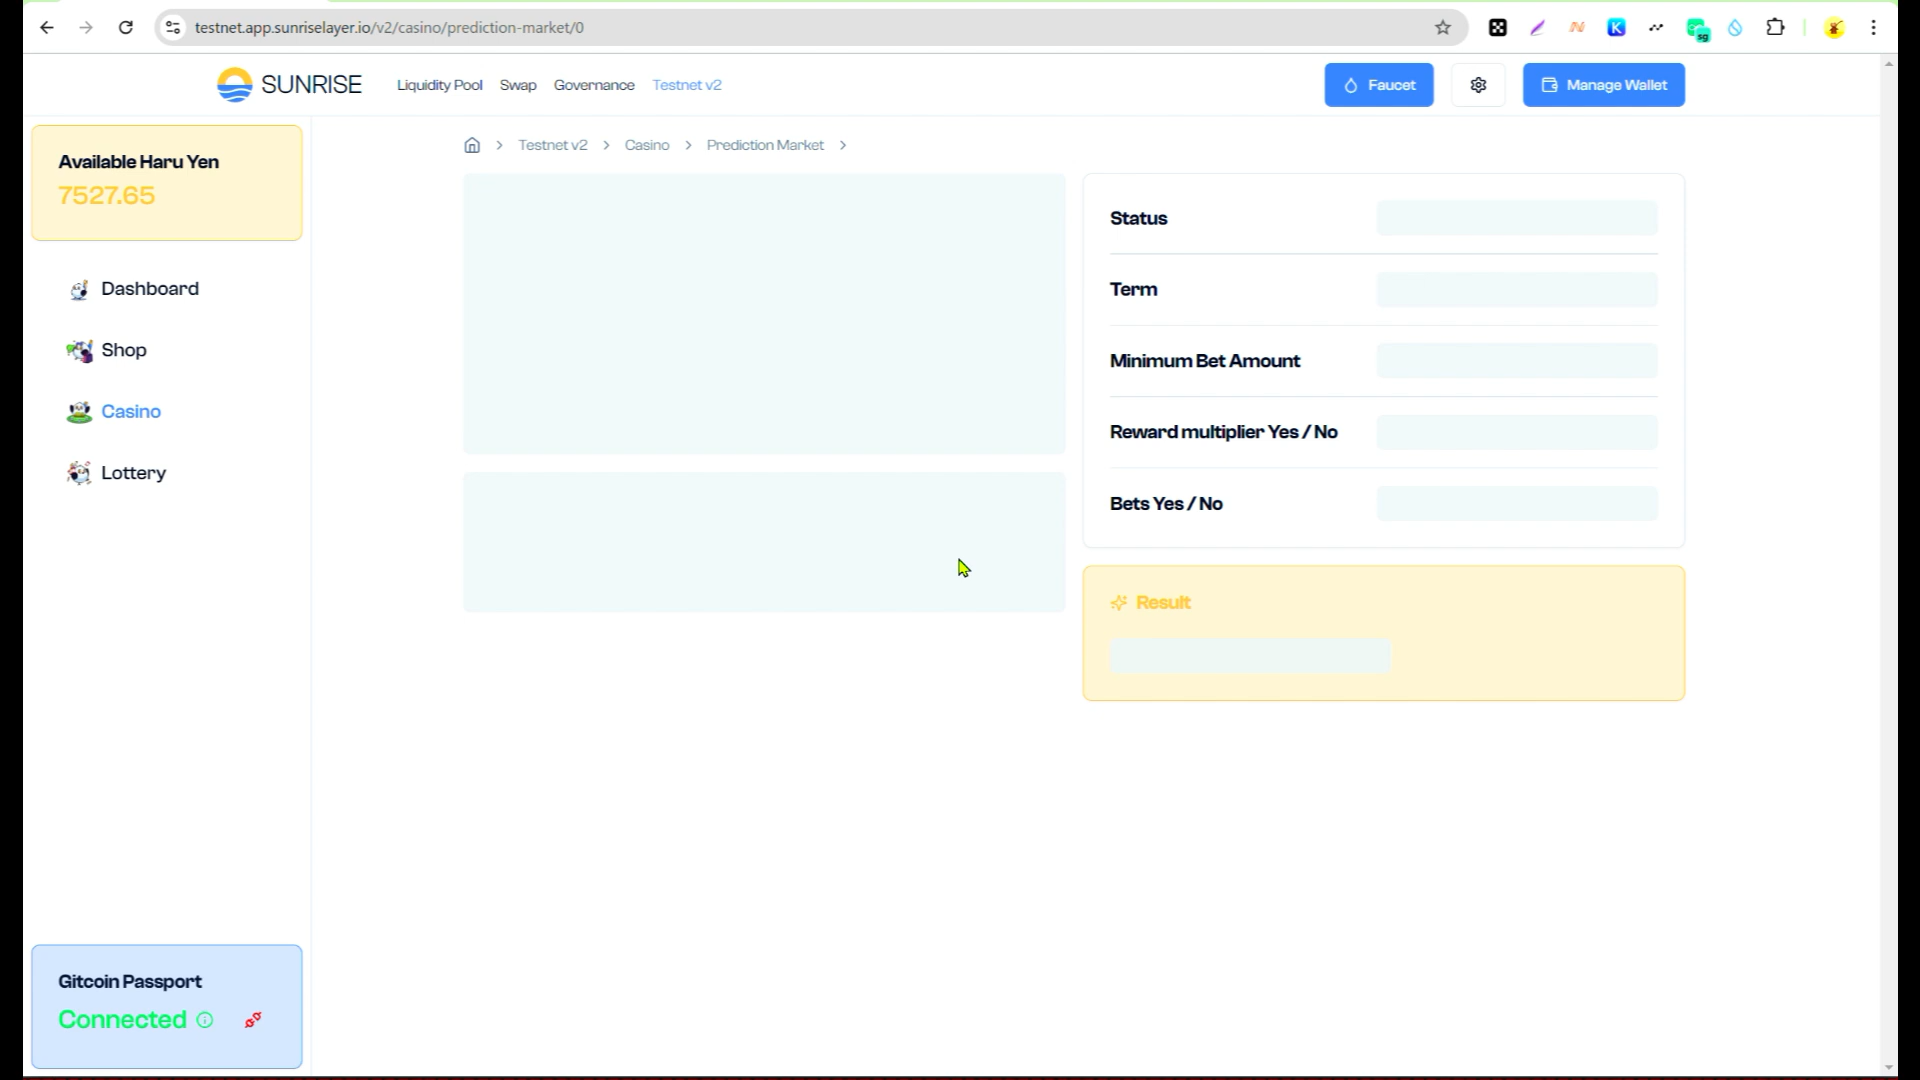 testnet.app.sunriselayer.io/v2/casino/prediction-market/0
SUNRISE
Liquidity Pool
Swap
Governance
Testnet v2
Faucet
Manage Wallet
Available Haru Yen
7527.65
Dashboard
Shop
Casino
Lottery
Gitcoin Passport
Connected
Testnet v2
Casino
Prediction Market
Status
Term
Minimum Bet Amount
Reward multiplier Yes / No
Bets Yes / No
Result